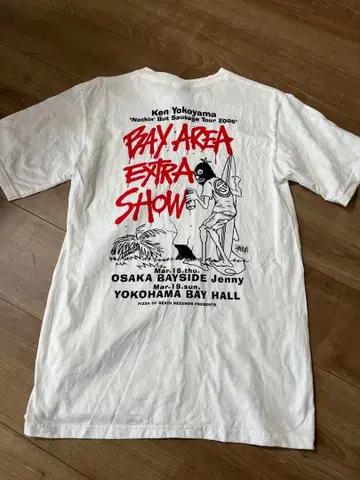 Ken Yokoyama
"Nothin' But Sausage Tour 2006"
BAY AREA
EXTRA
SHOW
Mar.16.thu.
OSAKA BAYSIDE Jenny
Mar.19.sun.
YOKOHAMA BAY HALL
PIZZA OF DEATH RECORDS PRESENTS